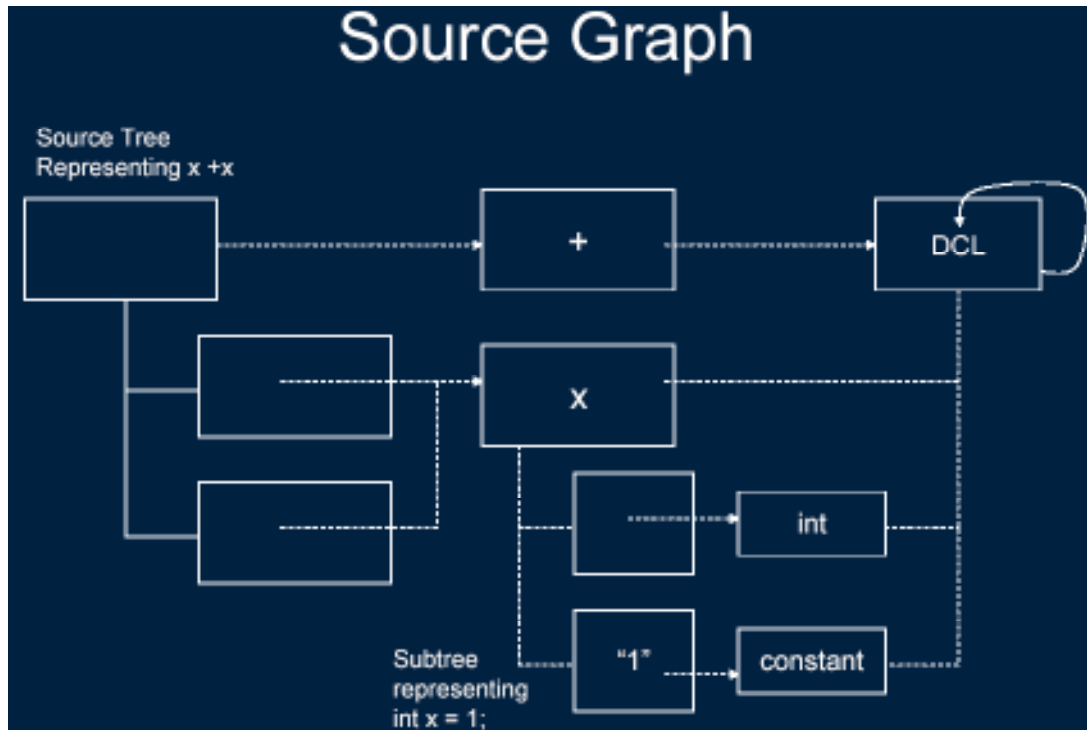 Source Graph
Source Tree
Representing x +x
+
DCL
x
int
“1”
constant
Subtree
representing
int x = 1;